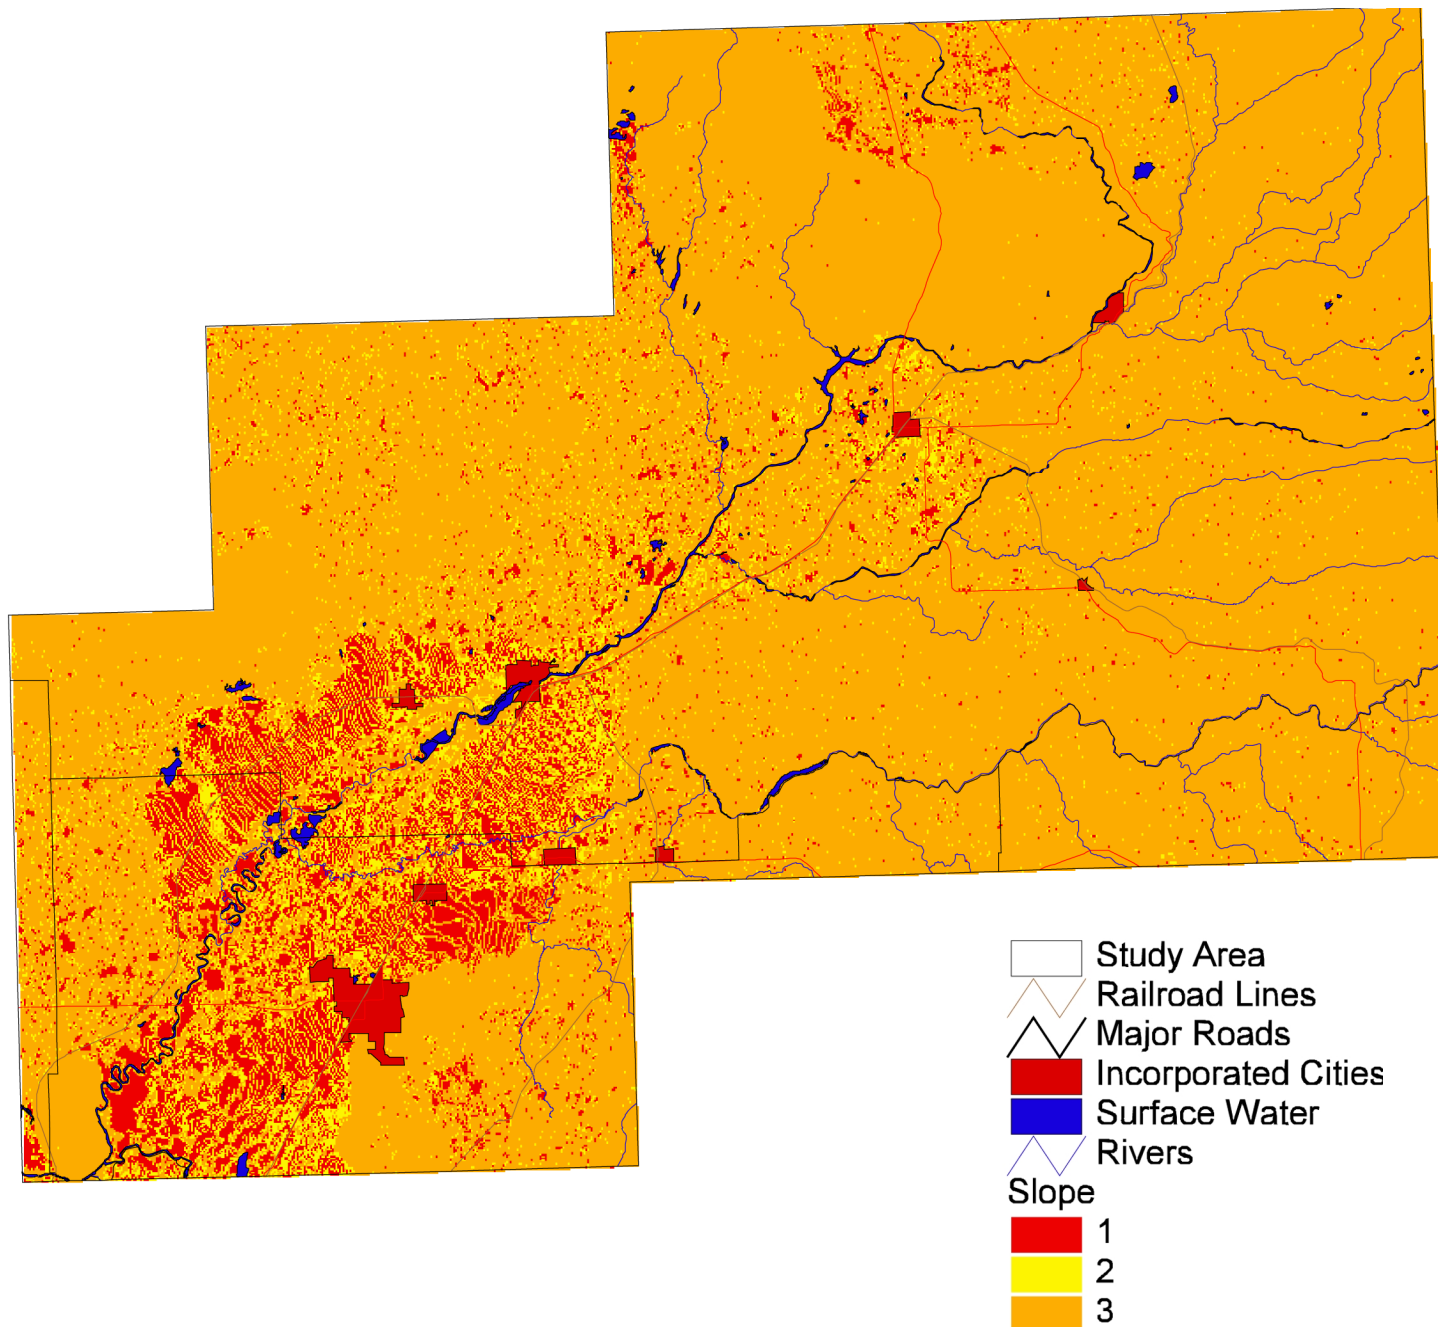 Study Area
Railroad Lines
Major Roads
Incorporated Cities
Surface Water
Rivers
Slope
1
2
3